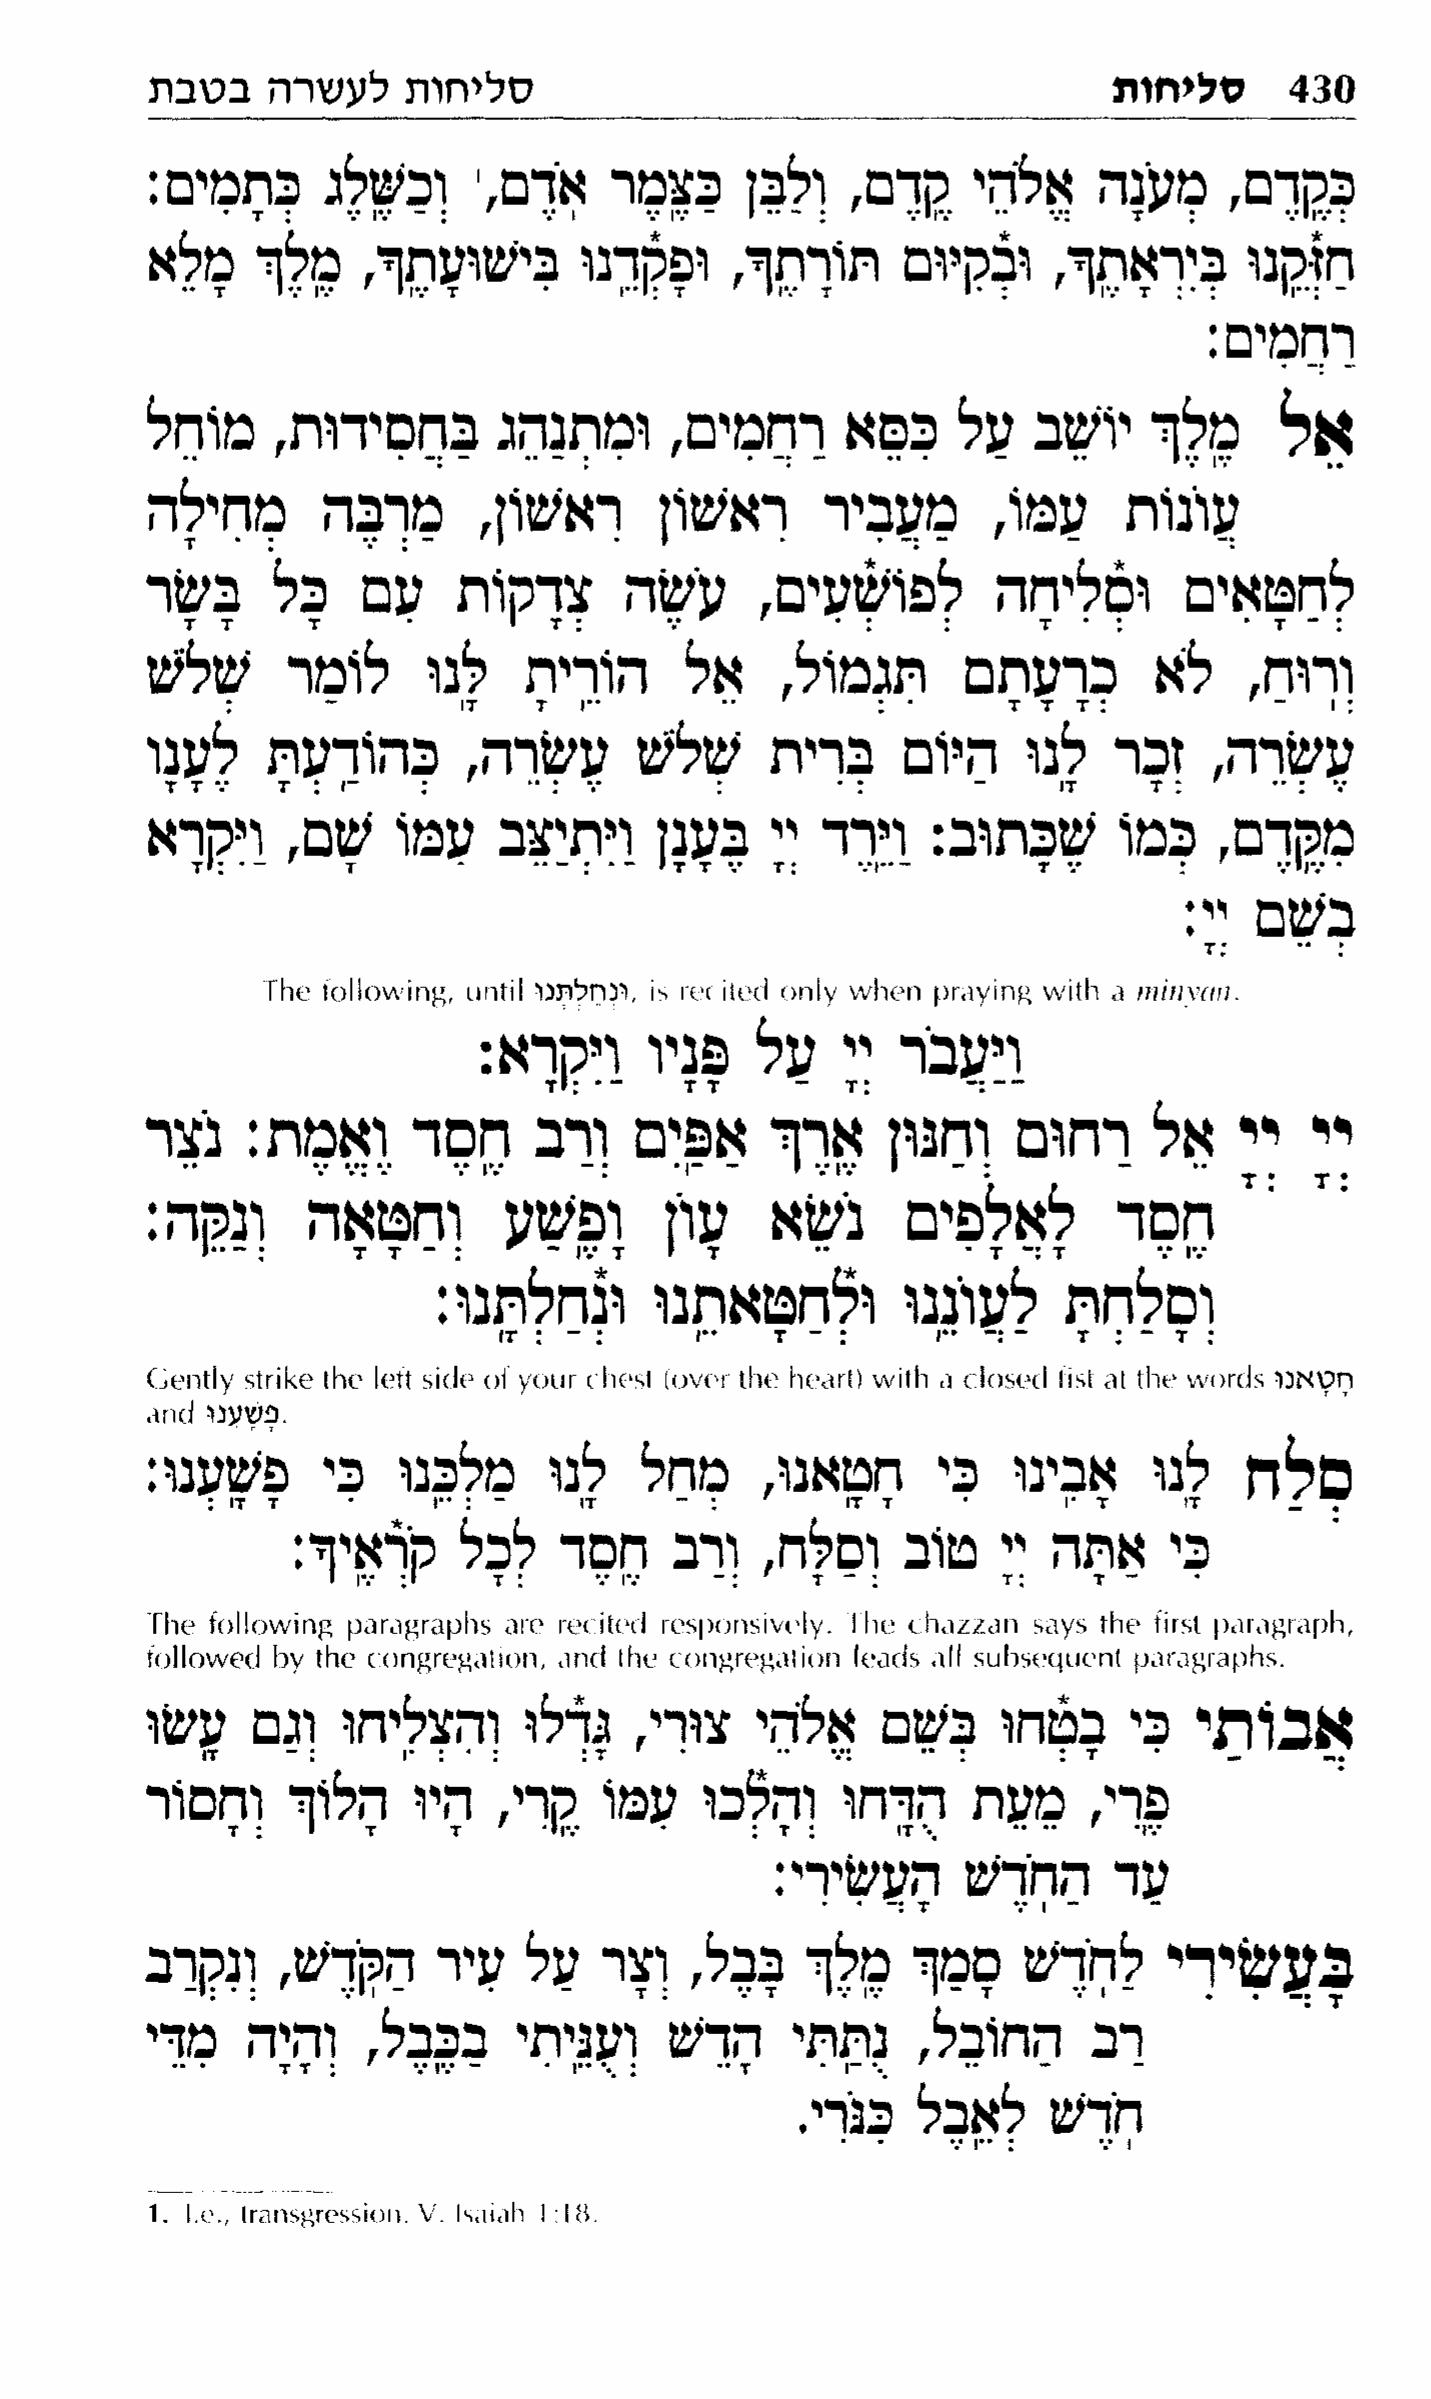 430 סליחות סליחות לעשרה בטבת
כְּקֶֽדֶם, מְעֹנָה אֱלֹהֵי קֶֽדֶם, וְלַבֵּן כַּצֶּֽמֶר אֹֽדֶם,¹ וְכַשֶּֽׁלֶג כְּתָמִים:
חַזְּ֯קֵֽנוּ בְּיִרְאָתֶֽךָ, וּבְ֯קִיּוּם תּוֹרָתֶֽךָ, וּפָקְ֯דֵֽנוּ בִּישׁוּעָתֶֽךָ, מֶֽלֶךְ מָלֵא
רַחֲמִים:
אֵל מֶֽלֶךְ יוֹשֵׁב עַל כִּסֵּא רַחֲמִים, וּמִתְנַהֵג בַּחֲסִידוּת, מוֹחֵל
עֲוֹנוֹת עַמּוֹ, מַעֲבִיר רִאשׁוֹן רִאשׁוֹן, מַרְבֶּה מְחִילָה
לְחַטָּאִים וּסְ֯לִיחָה לְפוֹשְׁ֯עִים, עֹשֶׂה צְדָקוֹת עִם כָּל בָּשָׂר
וְרֽוּחַ, לֹא כְרָעָתָם תִּגְמוֹל, אֵל הוֹרֵֽיתָ לָּֽנוּ לוֹמַר שְׁלֹשׁ
עֶשְׂרֵה, זְכָר לָֽנוּ הַיּוֹם בְּרִית שְׁלֹשׁ עֶשְׂרֵה, כְּהוֹדַֽעְתָּ לֶעָנָו
מִקֶּֽדֶם, כְּמוֹ שֶׁכָּתוּב: וַיֵּֽרֶד יְיָ בֶּעָנָן וַיִּתְיַצֵּב עִמּוֹ שָׁם, וַיִּקְרָא
בְשֵׁם יְיָ:
The following, until וּנְחַלְתָּנוּ, is recited only when praying with a minyan.
וַיַּעֲבֹר יְיָ עַל פָּנָיו וַיִּקְרָא:
יְיָ יְיָ אֵל רַחוּם וְחַנּוּן אֶֽרֶךְ אַפַּֽיִם וְרַב חֶֽסֶד וֶאֱמֶת: נֹצֵר
חֶֽסֶד לָאֲלָפִים נֹשֵׂא עָוֹן וָפֶֽשַׁע וְחַטָּאָה וְנַקֵּה:
וְסָלַחְתָּ לַעֲוֹנֵֽנוּ וּלְ֯חַטָּאתֵֽנוּ וּנְ֯חַלְתָּֽנוּ:
Gently strike the left side of your chest (over the heart) with a closed fist at the words חָטָאנוּ
and פָשָׁעְנוּ.
סְלַח לָֽנוּ אָבִֽינוּ כִּי חָטָֽאנוּ, מְחַל לָֽנוּ מַלְכֵּֽנוּ כִּי פָשָֽׁעְנוּ:
כִּי אַתָּה יְיָ טוֹב וְסַלָּח, וְרַב חֶֽסֶד לְכָל קֹרְ֯אֶֽיךָ:
The following paragraphs are recited responsively. The chazzan says the first paragraph,
followed by the congregation, and the congregation leads all subsequent paragraphs.
אֲבוֹתַי כִּי בָטְ֯חוּ בְּשֵׁם אֱלֹהֵי צוּרִי, גָּדְ֯לוּ וְהִצְלִֽיחוּ וְגַם עָֽשׂוּ
פֶֽרִי, מֵעֵת הֻדָּֽחוּ וְהָלְ֯כוּ עִמּוֹ קֶֽרִי, הָיוּ הָלוֹךְ וְחָסוֹר
עַד הַחֹֽדֶשׁ הָעֲשִׂירִי:
בָּעֲשִׂירִי לַחֹֽדֶשׁ סָמַךְ מֶֽלֶךְ בָּבֶל, וְצָר עַל עִיר הַקֹּֽדֶשׁ, וְנִקְרַב
רַב הַחוֹבֵל, נֻתַּֽתִּי הָדֵשׁ וְעֻנֵּֽיתִי בַכֶּֽבֶל, וְהָיָה מִדֵּי
חֹֽדֶשׁ לְאֵֽבֶל כִּנֹּרִי.
1. I.e., transgression. V. Isaiah 1:18.